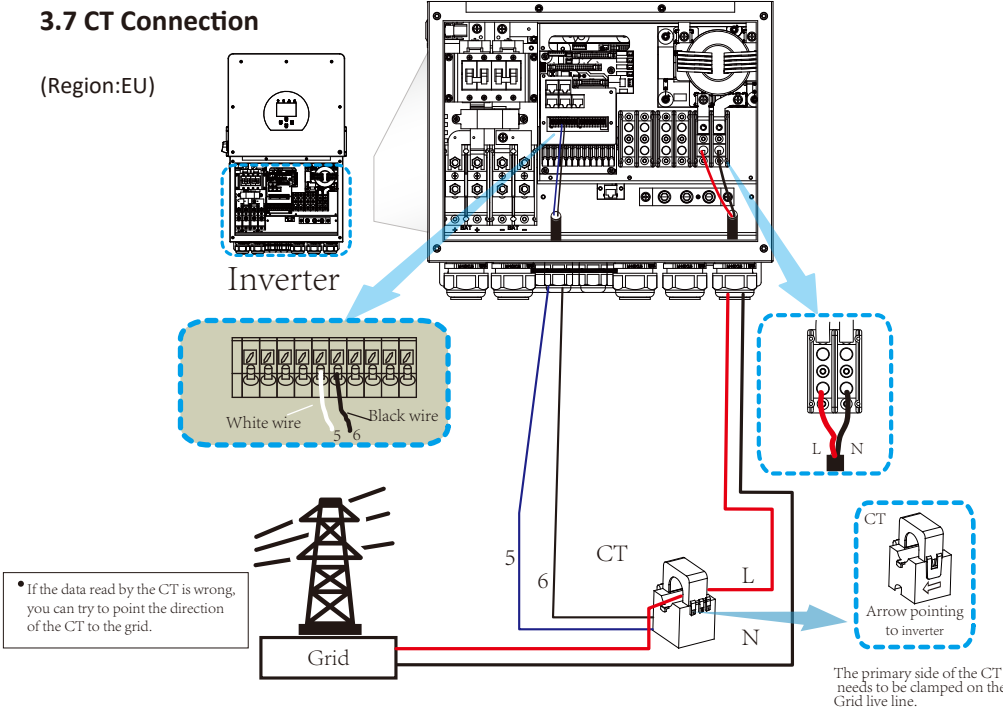 3.7 CT Connection
(Region:EU)
Inverter
+ BAT +
- BAT -
White wire
Black wire
5 6
L N
5
6
CT
L
N
CT
Arrow pointing
to inverter
• If the data read by the CT is wrong,
you can try to point the direction
of the CT to the grid.
Grid
The primary side of the CT
needs to be clamped on the
Grid live line.